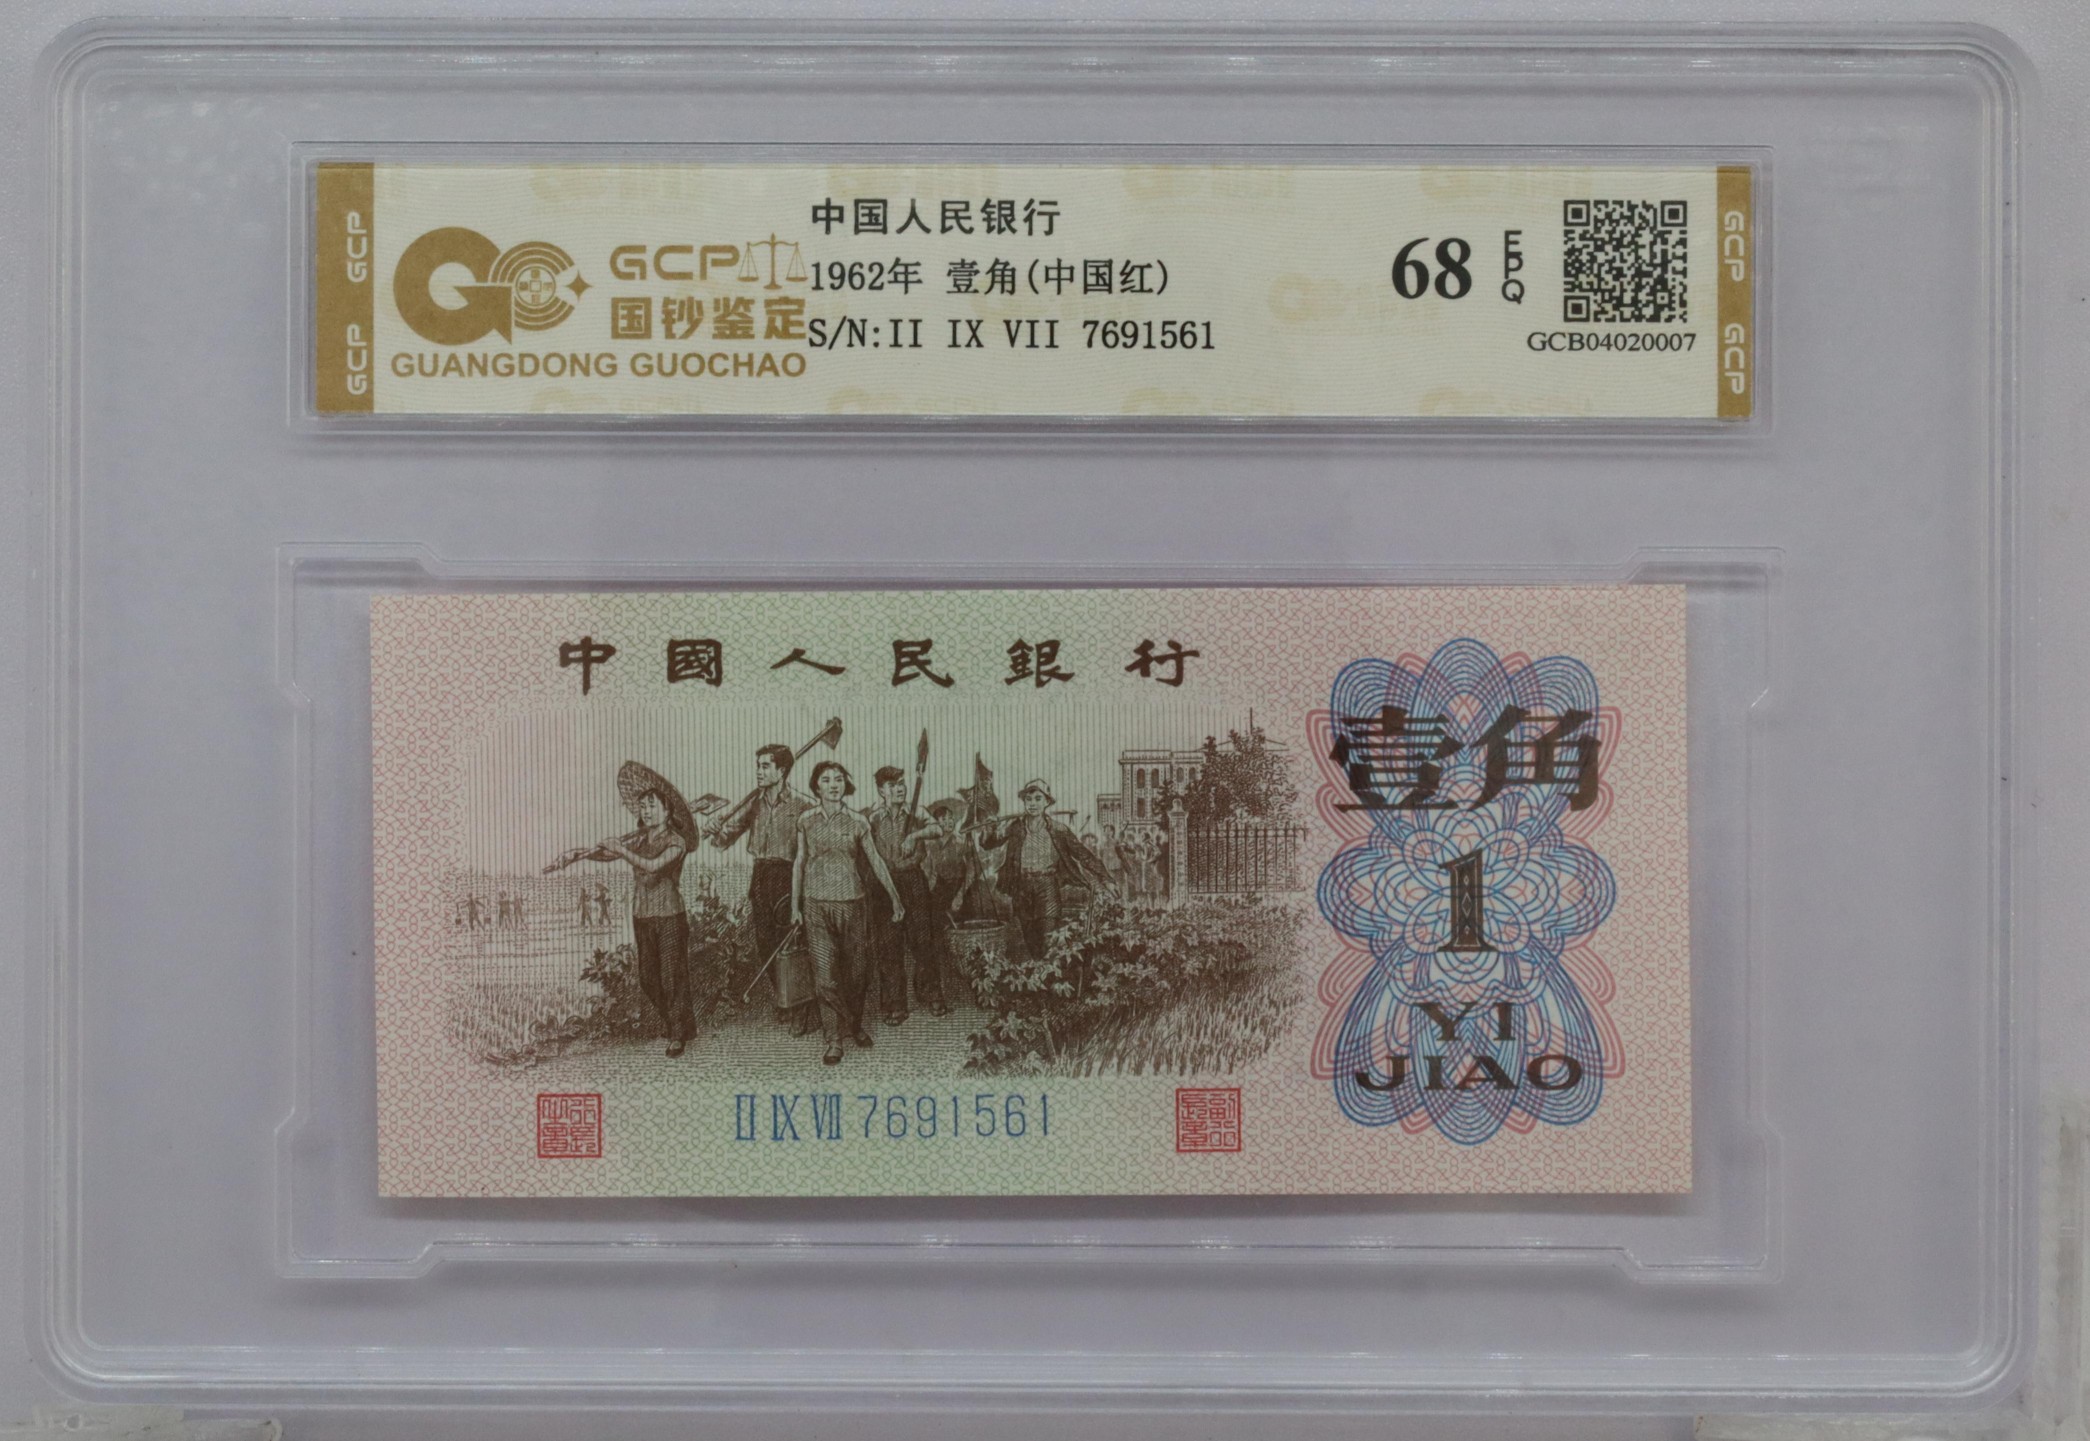 中国人民银行
GCP
国钞鉴定
GUANGDONG GUOCHAO
1962年 壹角(中国红)
S/N:II IX VII 7691561
68
EPQ
GCB04020007
GCP
GCP
GCP
GCP
中國人民銀行
壹角
1
YI
JIAO
II IX VII 7691561